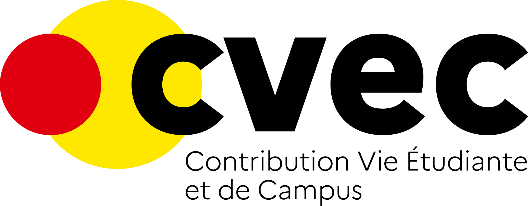 cvec
Contribution Vie Étudiante
et de Campus